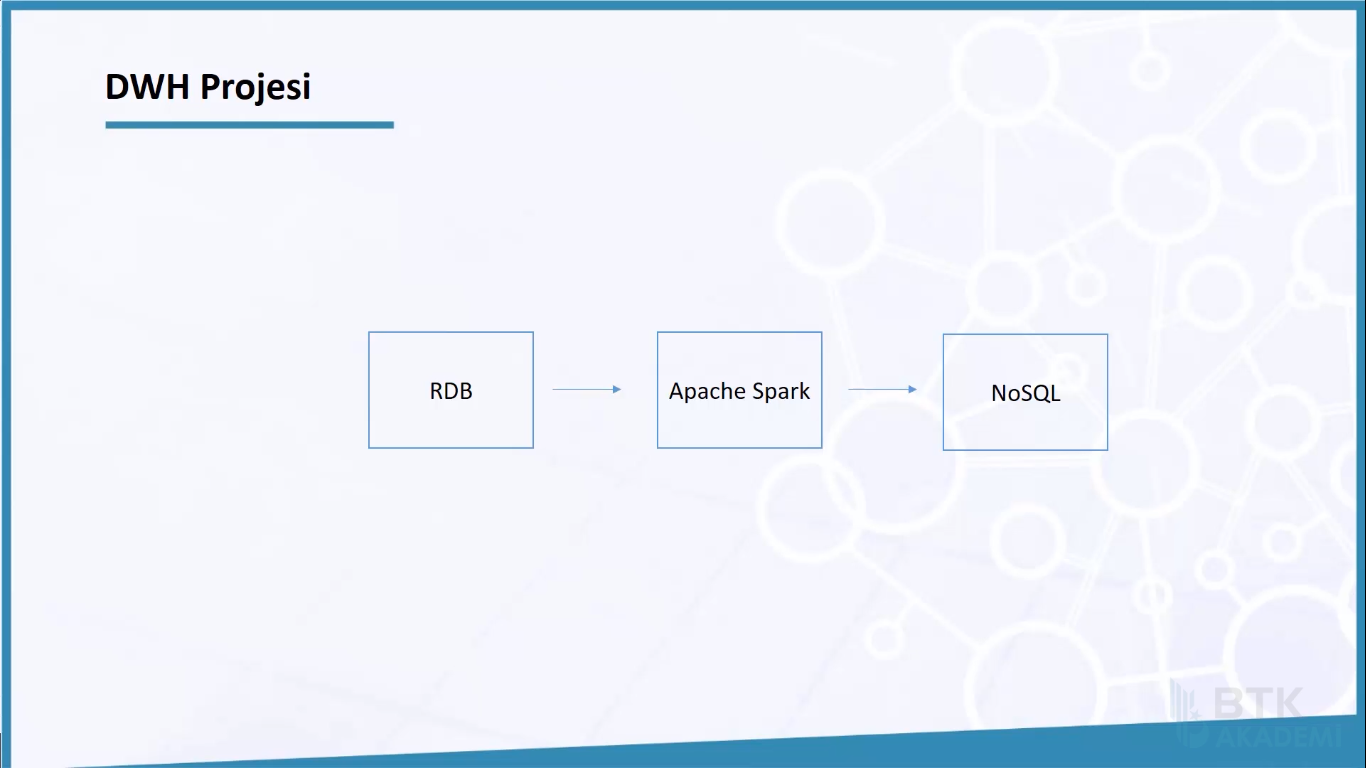 DWH Projesi
RDB
Apache Spark
NoSQL
BTK
AKADEMİ